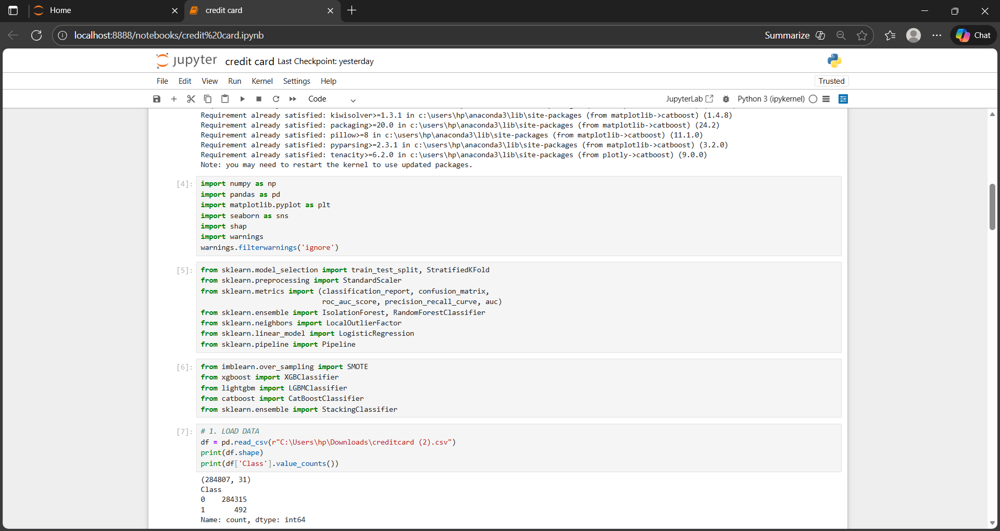 Home
credit card
localhost:8888/notebooks/credit%20card.ipynb
Summarize
Chat
jupyter credit card Last Checkpoint: yesterday
File Edit View Run Kernel Settings Help
Trusted
Code
JupyterLab
Python 3 (ipykernel)
Requirement already satisfied: kiwisolver>=1.3.1 in c:\users\hp\anaconda3\lib\site-packages (from matplotlib->catboost) (1.4.8)
Requirement already satisfied: packaging>=20.0 in c:\users\hp\anaconda3\lib\site-packages (from matplotlib->catboost) (24.2)
Requirement already satisfied: pillow>=8 in c:\users\hp\anaconda3\lib\site-packages (from matplotlib->catboost) (11.1.0)
Requirement already satisfied: pyparsing>=2.3.1 in c:\users\hp\anaconda3\lib\site-packages (from matplotlib->catboost) (3.2.0)
Requirement already satisfied: tenacity>=6.2.0 in c:\users\hp\anaconda3\lib\site-packages (from plotly->catboost) (9.0.0)
Note: you may need to restart the kernel to use updated packages.
[4]: import numpy as np
import pandas as pd
import matplotlib.pyplot as plt
import seaborn as sns
import shap
import warnings
warnings.filterwarnings('ignore')
[5]: from sklearn.model_selection import train_test_split, StratifiedKFold
from sklearn.preprocessing import StandardScaler
from sklearn.metrics import (classification_report, confusion_matrix,
roc_auc_score, precision_recall_curve, auc)
from sklearn.ensemble import IsolationForest, RandomForestClassifier
from sklearn.neighbors import LocalOutlierFactor
from sklearn.linear_model import LogisticRegression
from sklearn.pipeline import Pipeline
[6]: from imblearn.over_sampling import SMOTE
from xgboost import XGBClassifier
from lightgbm import LGBMClassifier
from catboost import CatBoostClassifier
from sklearn.ensemble import StackingClassifier
[7]: # 1. LOAD DATA
df = pd.read_csv(r"C:\Users\hp\Downloads\creditcard (2).csv")
print(df.shape)
print(df['Class'].value_counts())
(284807, 31)
Class
0 284315
1 492
Name: count, dtype: int64